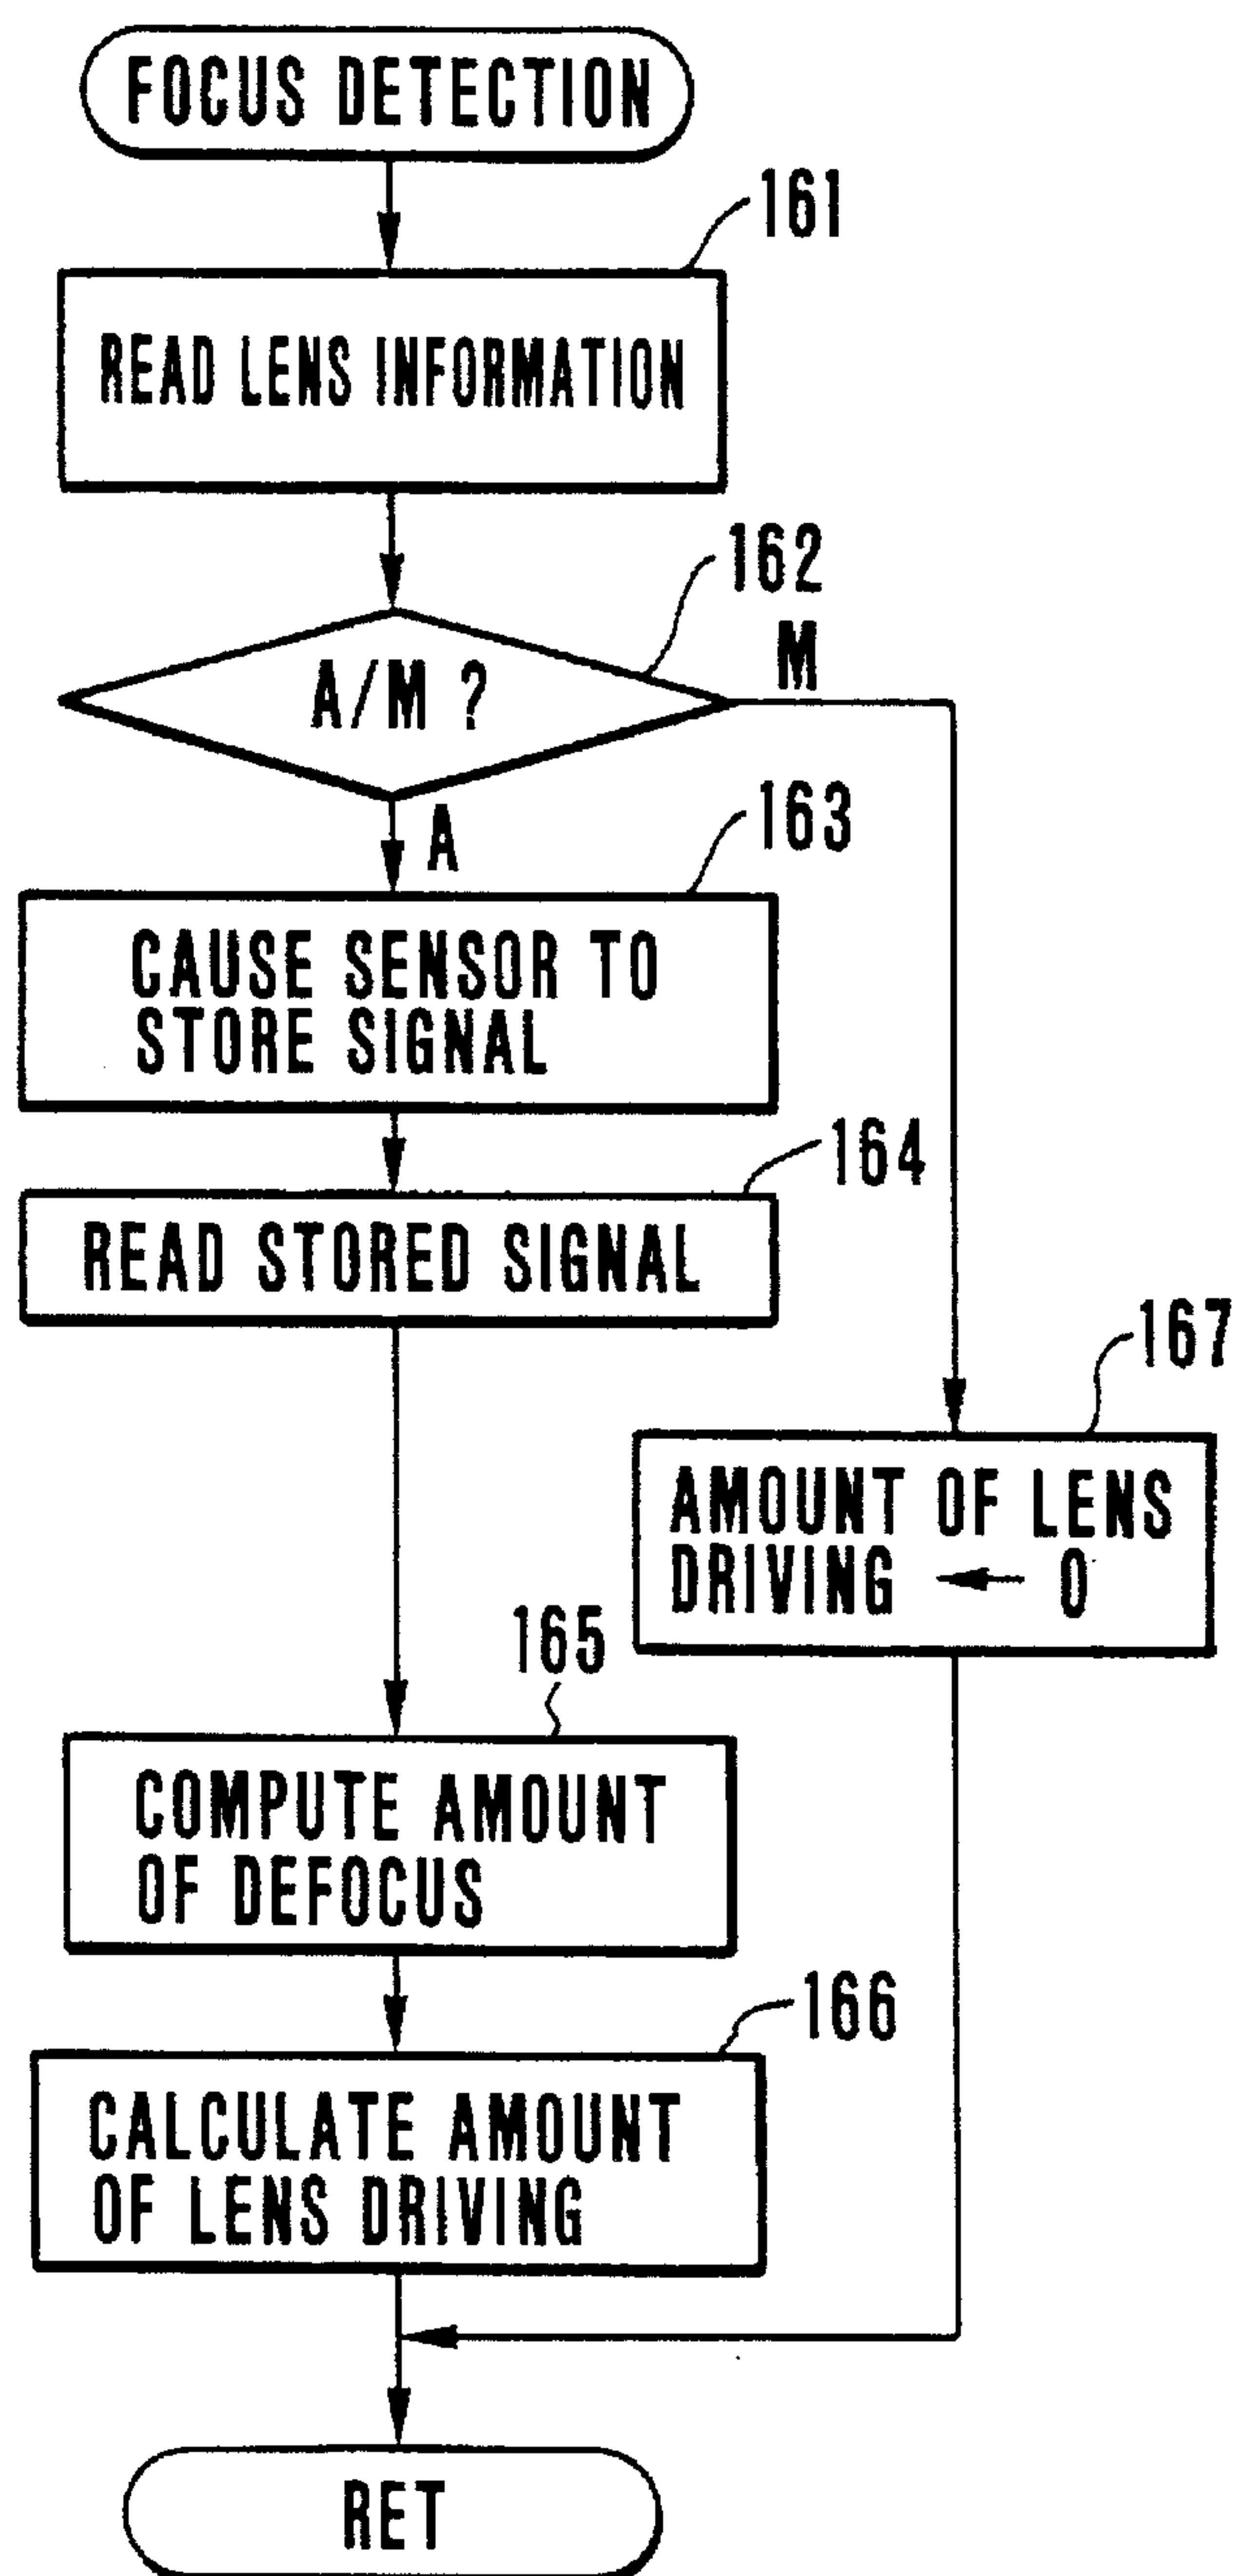 FOCUS DETECTION
161
READ LENS INFORMATION
162
A/M ?
M
A
163
CAUSE SENSOR TO
STORE SIGNAL
164
READ STORED SIGNAL
167
AMOUNT OF LENS
DRIVING ← 0
165
COMPUTE AMOUNT
OF DEFOCUS
166
CALCULATE AMOUNT
OF LENS DRIVING
RET